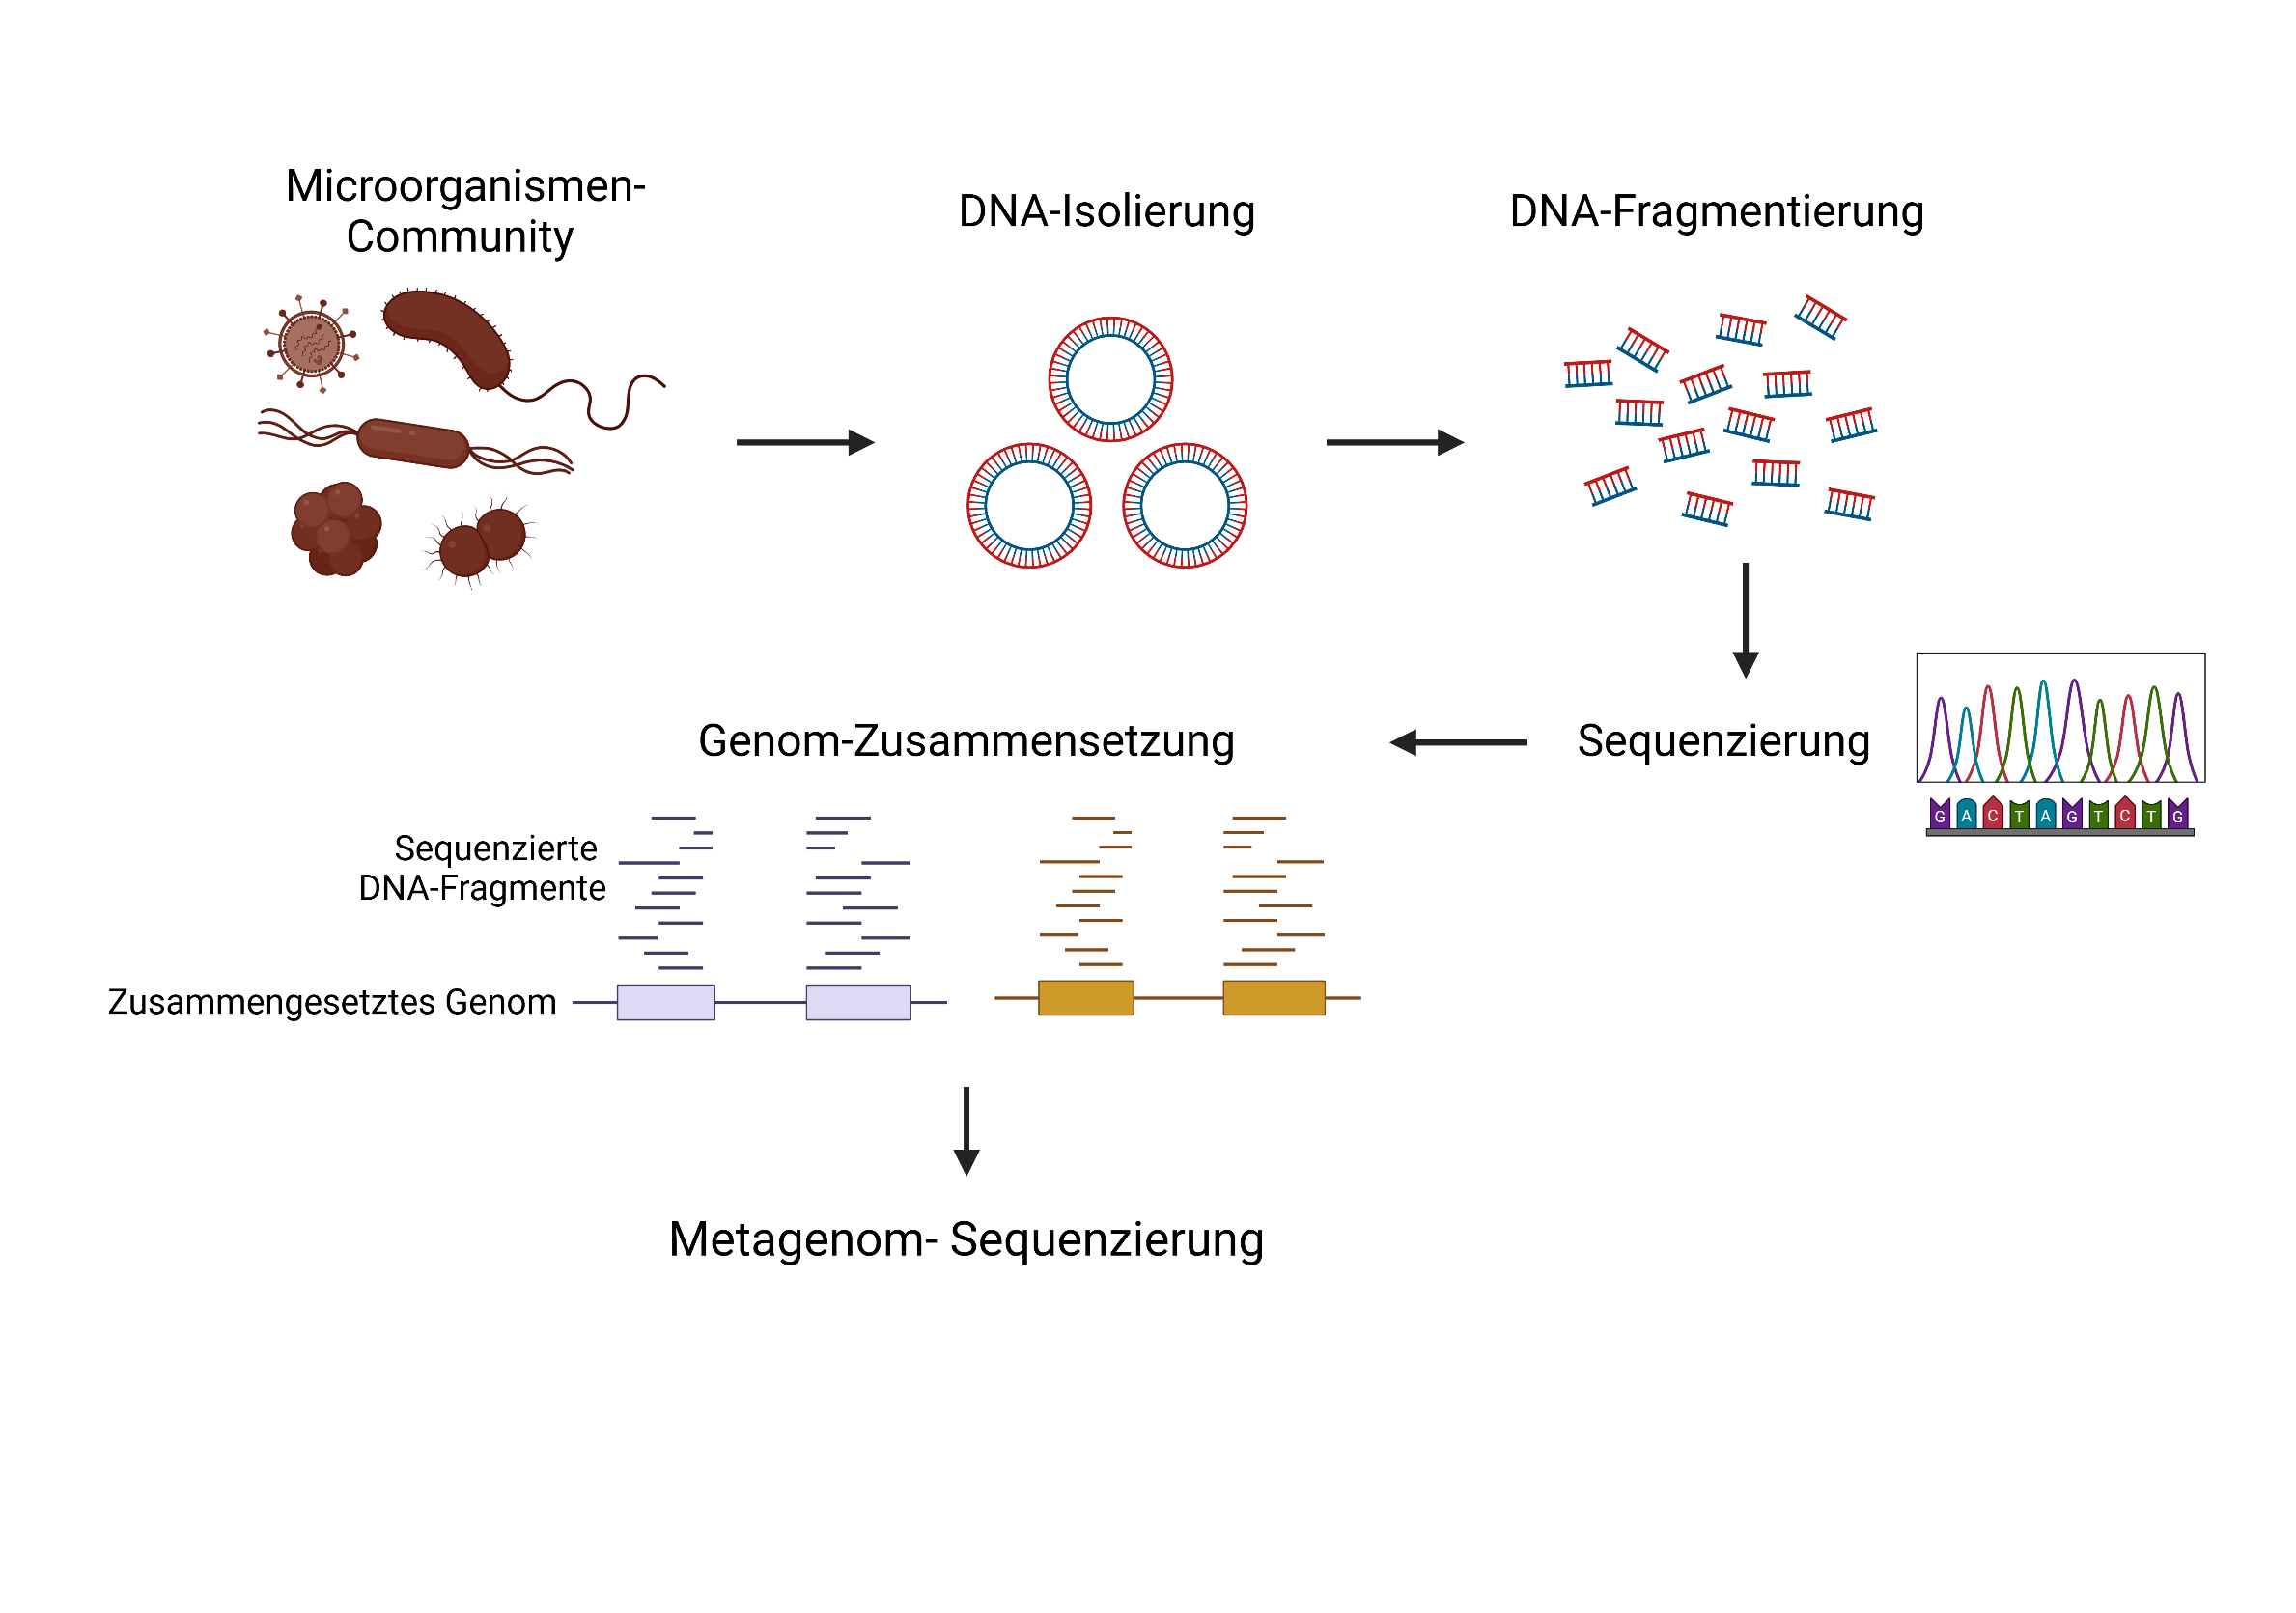 Microorganismen-
Community
DNA-Isolierung
DNA-Fragmentierung
Sequenzierung
G A C T A G T C T G
Genom-Zusammensetzung
Sequenzierte
DNA-Fragmente
Zusammengesetztes Genom
Metagenom- Sequenzierung